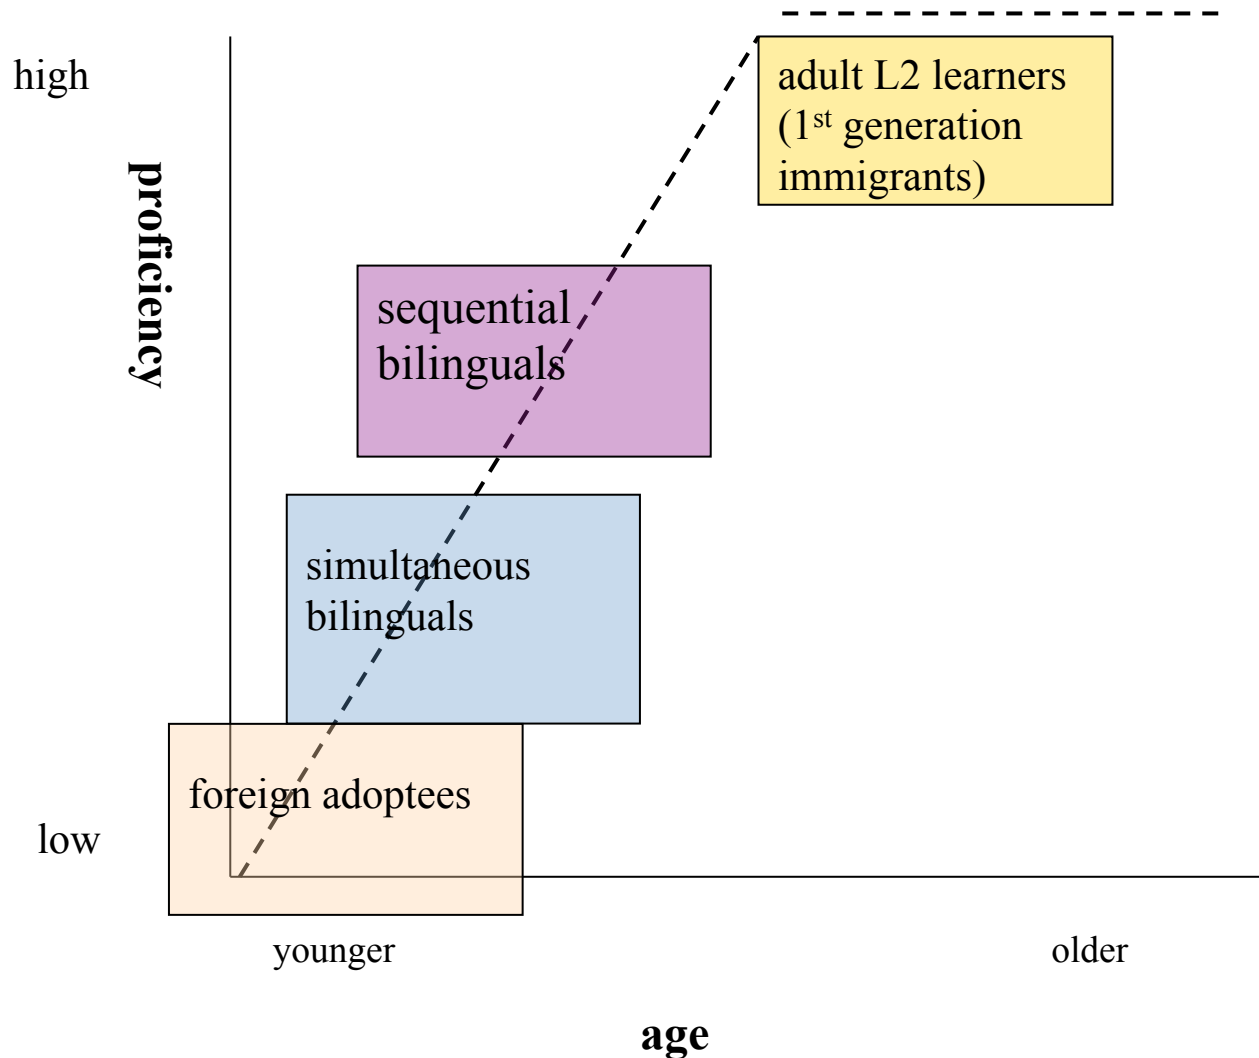 high
proficiency
low
adult L2 learners
(1st generation
immigrants)
sequential
bilinguals
simultaneous
bilinguals
foreign adoptees
younger
older
age